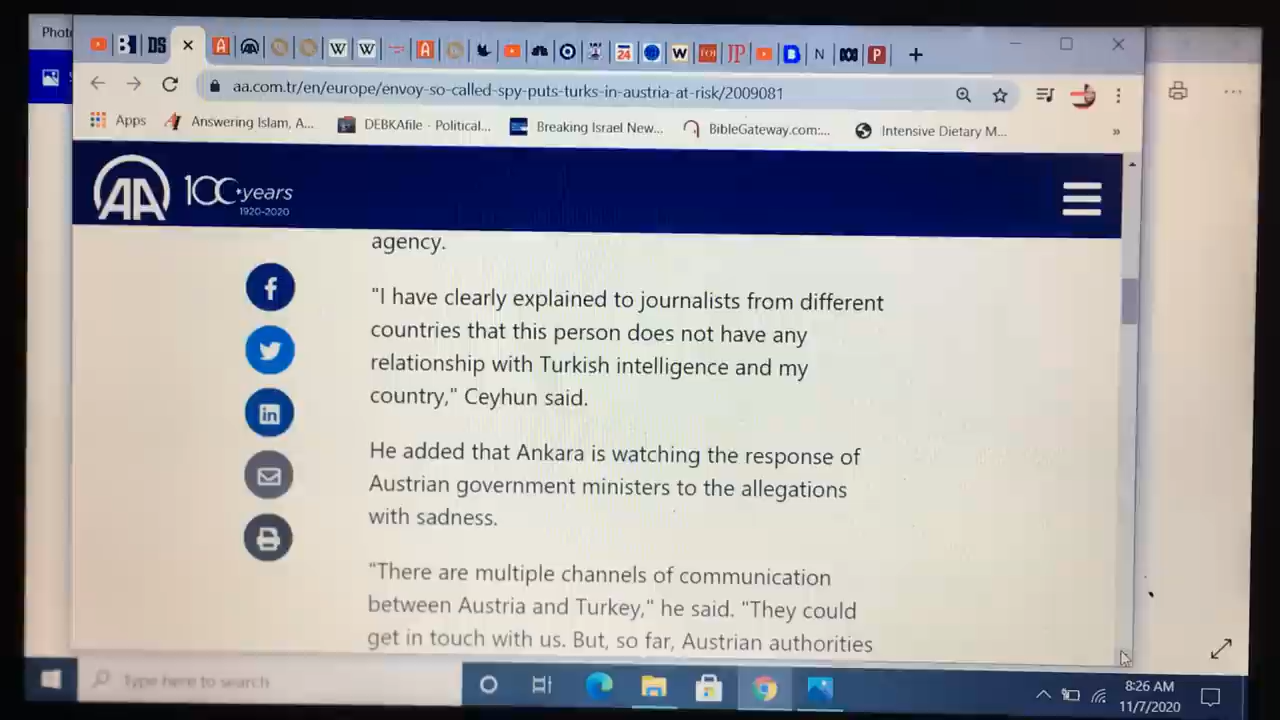 Phot
B
DS
A
W
W
A
24
W
TOI
JP
B
N
P
aa.com.tr/en/europe/envoy-so-called-spy-puts-turks-in-austria-at-risk/2009081
Apps
Answering Islam, A...
DEBKAfile - Political...
Breaking Israel New...
BibleGateway.com:...
Intensive Dietary M...
»
AA
100 years
1920-2020
agency.
"I have clearly explained to journalists from different
countries that this person does not have any
relationship with Turkish intelligence and my
country," Ceyhun said.
He added that Ankara is watching the response of
Austrian government ministers to the allegations
with sadness.
"There are multiple channels of communication
between Austria and Turkey," he said. "They could
get in touch with us. But, so far, Austrian authorities
Type here to search
8:26 AM
11/7/2020